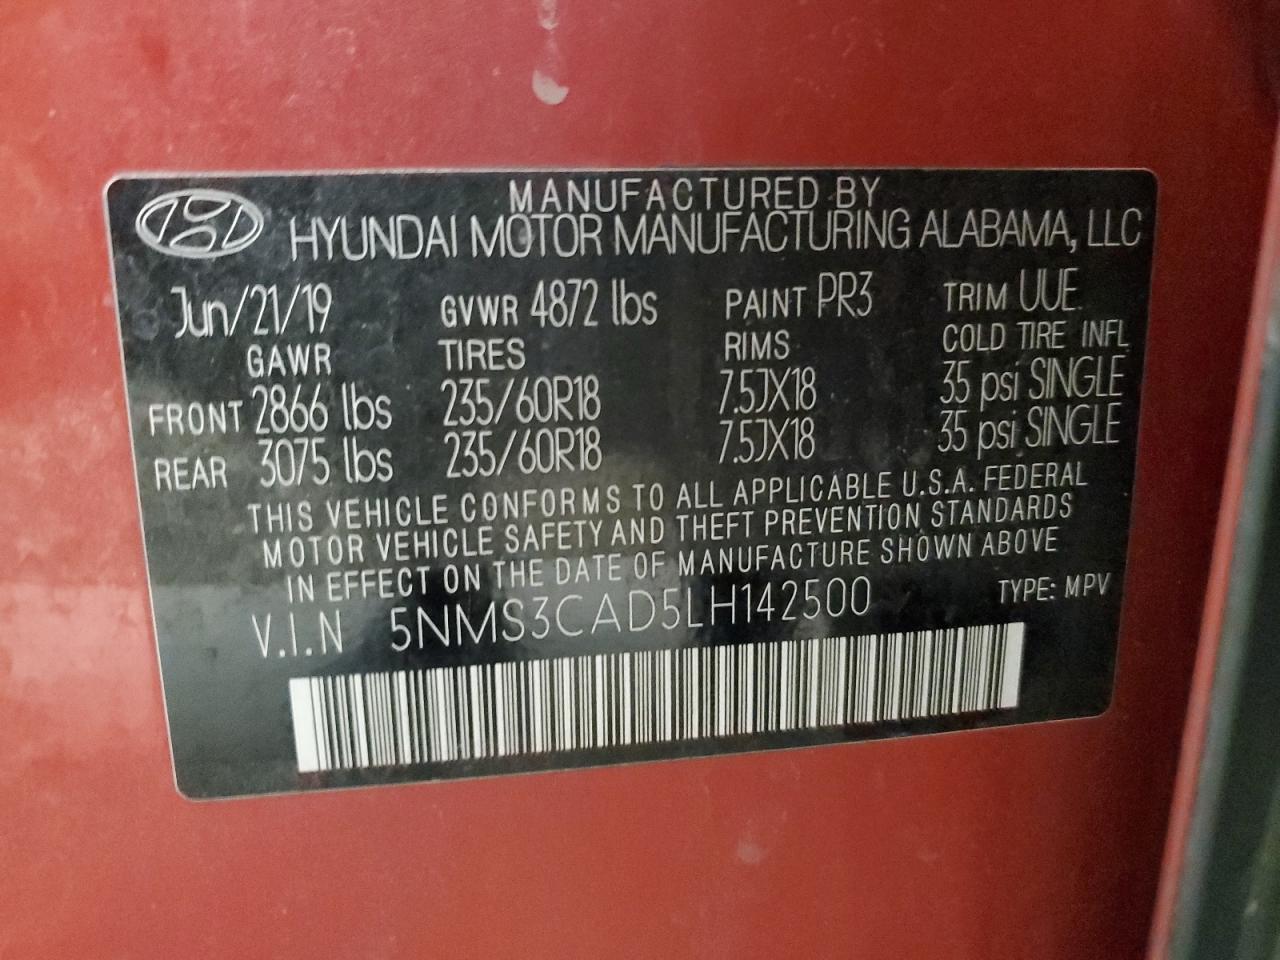 MANUFACTURED BY
HYUNDAI MOTOR MANUFACTURING ALABAMA, LLC
Jun/21/19 GVWR 4872 lbs PAINT PR3 TRIM UUE
GAWR TIRES RIMS COLD TIRE INFL
FRONT 2866 lbs 235/60R18 7.5JX18 35 psi SINGLE
REAR 3075 lbs 235/60R18 7.5JX18 35 psi SINGLE
THIS VEHICLE CONFORMS TO ALL APPLICABLE U.S.A. FEDERAL
MOTOR VEHICLE SAFETY AND THEFT PREVENTION STANDARDS
IN EFFECT ON THE DATE OF MANUFACTURE SHOWN ABOVE
V.I.N 5NMS3CAD5LH142500 TYPE: MPV